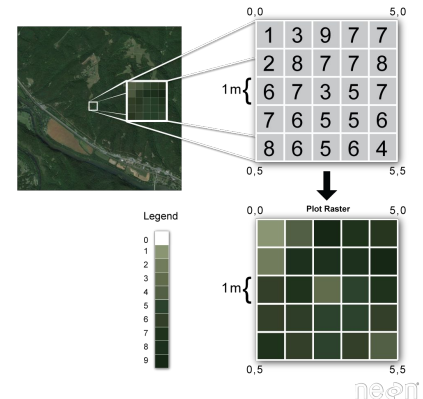 0,0 5,0
1 3 9 7 7
2 8 7 7 8
1m{ 6 7 3 5 7
7 6 5 5 6
8 6 5 6 4
0,5 5,5
Plot Raster
0,0 5,0
1m{
0,5 5,5
Legend
0
1
2
3
4
5
6
7
8
9
neon